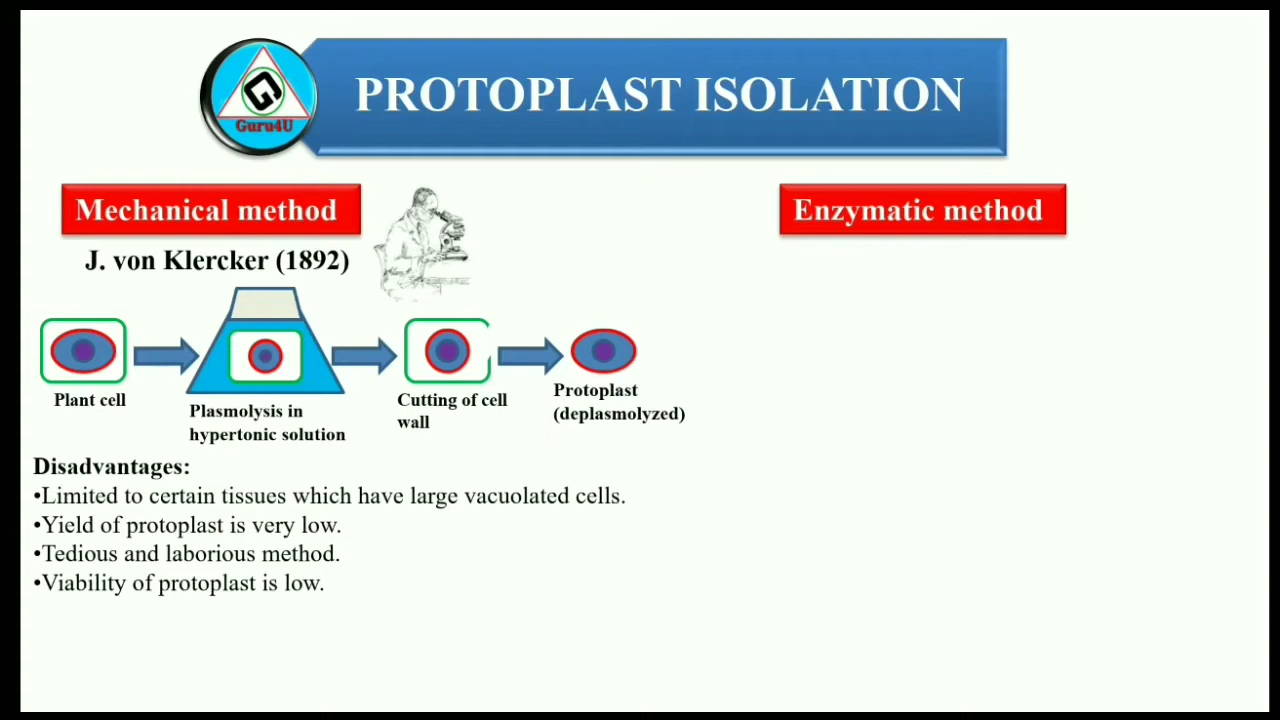 Guru4U
PROTOPLAST ISOLATION
Mechanical method
Enzymatic method
J. von Klercker (1892)
Plant cell
Plasmolysis in
hypertonic solution
Cutting of cell
wall
Protoplast
(deplasmolyzed)
Disadvantages:
•Limited to certain tissues which have large vacuolated cells.
•Yield of protoplast is very low.
•Tedious and laborious method.
•Viability of protoplast is low.